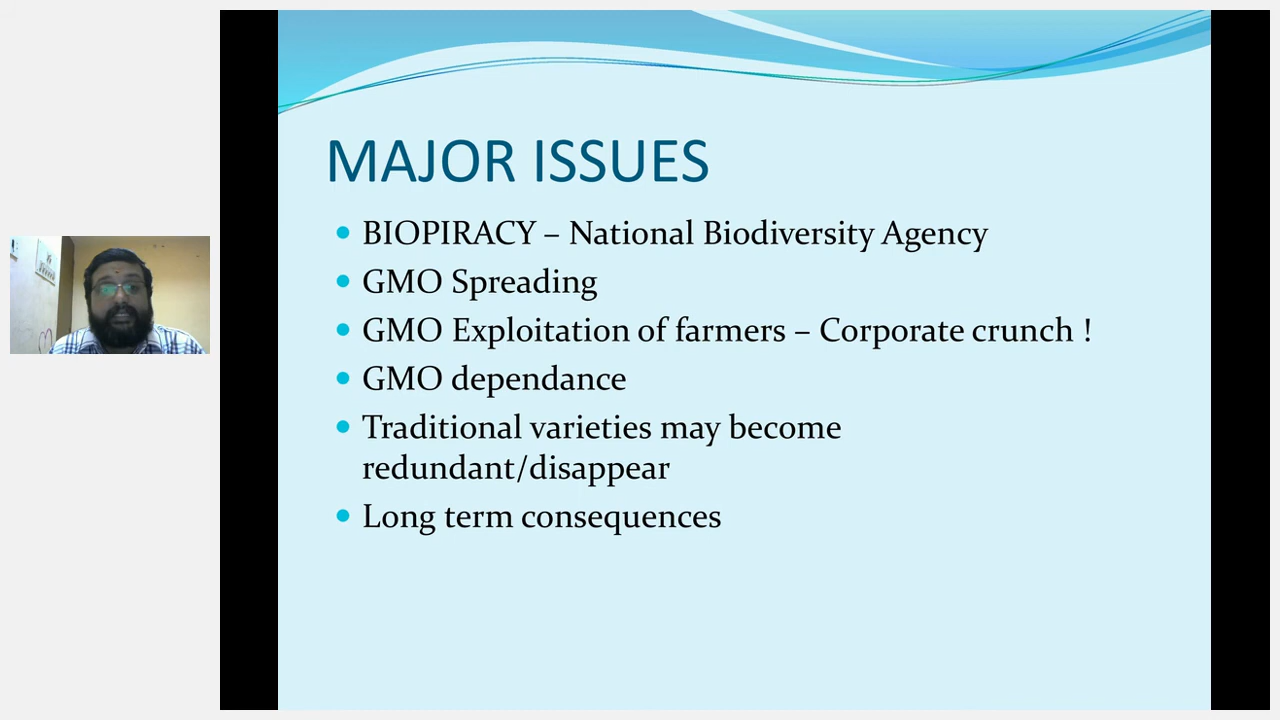 MAJOR ISSUES
BIOPIRACY – National Biodiversity Agency
GMO Spreading
GMO Exploitation of farmers – Corporate crunch !
GMO dependance
Traditional varieties may become
redundant/disappear
Long term consequences